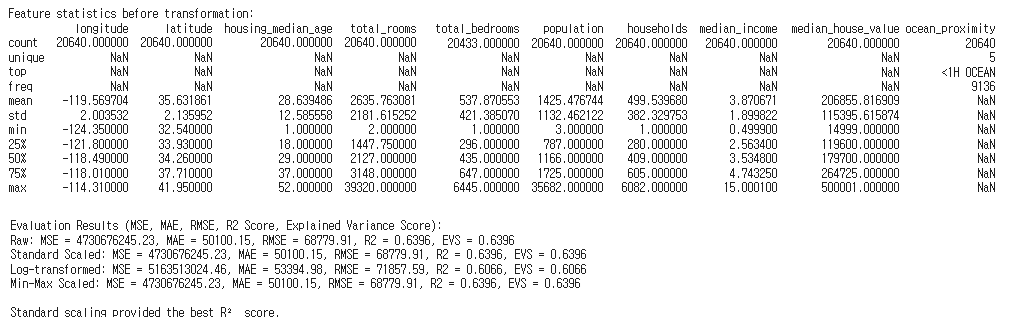 Feature statistics before transformation:
longitude latitude housing_median_age total_rooms total_bedrooms population households median_income median_house_value ocean_proximity
count 20640.000000 20640.000000 20640.000000 20640.000000 20433.000000 20640.000000 20640.000000 20640.000000 20640.000000 20640
unique NaN NaN NaN NaN NaN NaN NaN NaN NaN 5
top NaN NaN NaN NaN NaN NaN NaN NaN NaN <1H OCEAN
freq NaN NaN NaN NaN NaN NaN NaN NaN NaN 9136
mean -119.569704 35.631861 28.639486 2635.763081 537.870553 1425.476744 499.539680 3.870671 206855.816909 NaN
std 2.003532 2.135952 12.585558 2181.615252 421.385070 1132.462122 382.329753 1.899822 115395.615874 NaN
min -124.350000 32.540000 1.000000 2.000000 1.000000 3.000000 1.000000 0.499900 14999.000000 NaN
25% -121.800000 33.930000 18.000000 1447.750000 296.000000 787.000000 280.000000 2.563400 119600.000000 NaN
50% -118.490000 34.260000 29.000000 2127.000000 435.000000 1166.000000 409.000000 3.534800 179700.000000 NaN
75% -118.010000 37.710000 37.000000 3148.000000 647.000000 1725.000000 605.000000 4.743250 264725.000000 NaN
max -114.310000 41.950000 52.000000 39320.000000 6445.000000 35682.000000 6082.000000 15.000100 500001.000000 NaN
Evaluation Results (MSE, MAE, RMSE, R2 Score, Explained Variance Score):
Raw: MSE = 4730676245.23, MAE = 50100.15, RMSE = 68779.91, R2 = 0.6396, EVS = 0.6396
Standard Scaled: MSE = 4730676245.23, MAE = 50100.15, RMSE = 68779.91, R2 = 0.6396, EVS = 0.6396
Log-transformed: MSE = 5163513024.46, MAE = 53394.98, RMSE = 71857.59, R2 = 0.6066, EVS = 0.6066
Min-Max Scaled: MSE = 4730676245.23, MAE = 50100.15, RMSE = 68779.91, R2 = 0.6396, EVS = 0.6396
Standard scaling provided the best R² score.